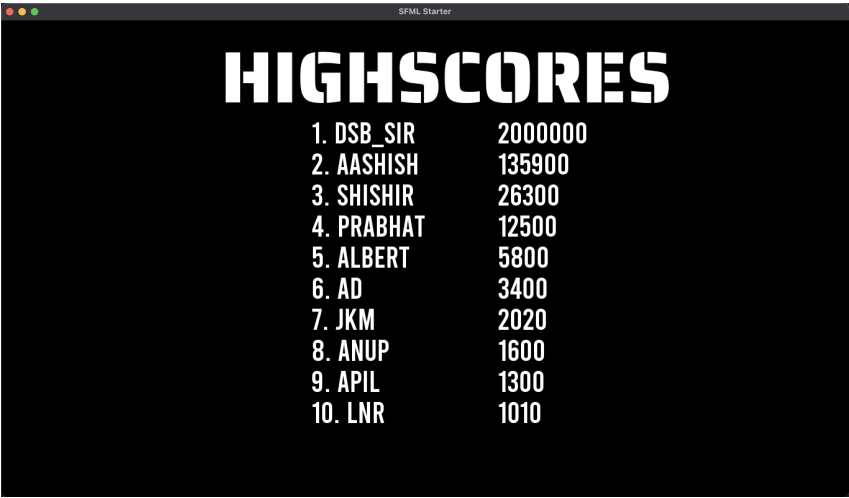 SFML Starter
HIGHSCORES
1. DSB_SIR 2000000
2. AASHISH 135900
3. SHISHIR 26300
4. PRABHAT 12500
5. ALBERT 5800
6. AD 3400
7. JKM 2020
8. ANUP 1600
9. APIL 1300
10. LNR 1010